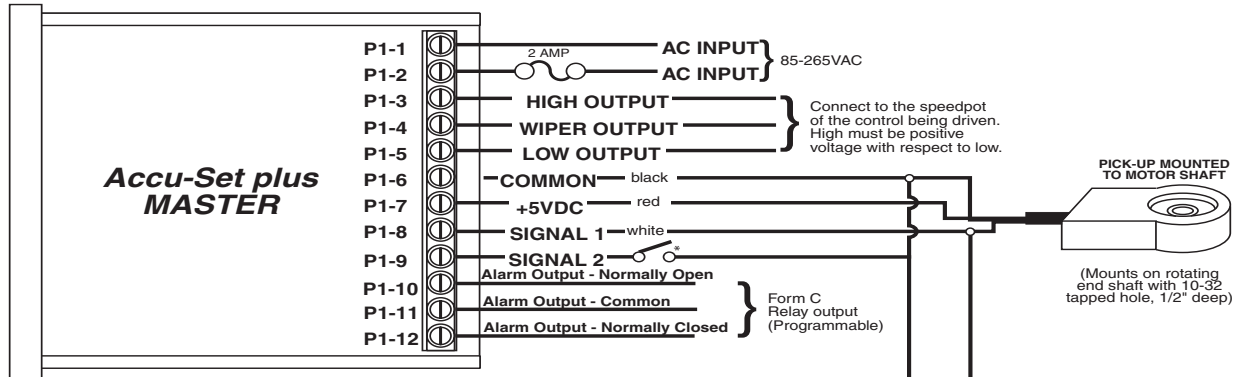 Accu-Set plus
MASTER
P1-1
P1-2
P1-3
P1-4
P1-5
P1-6
P1-7
P1-8
P1-9
P1-10
P1-11
P1-12
AC INPUT
2 AMP
AC INPUT
85-265VAC
HIGH OUTPUT
WIPER OUTPUT
LOW OUTPUT
Connect to the speedpot
of the control being driven.
High must be positive
voltage with respect to low.
COMMON black
+5VDC red
SIGNAL 1 white
SIGNAL 2 *
Alarm Output - Normally Open
Alarm Output - Common
Alarm Output - Normally Closed
Form C
Relay output
(Programmable)
PICK-UP MOUNTED
TO MOTOR SHAFT
(Mounts on rotating
end shaft with 10-32
tapped hole, 1/2" deep)